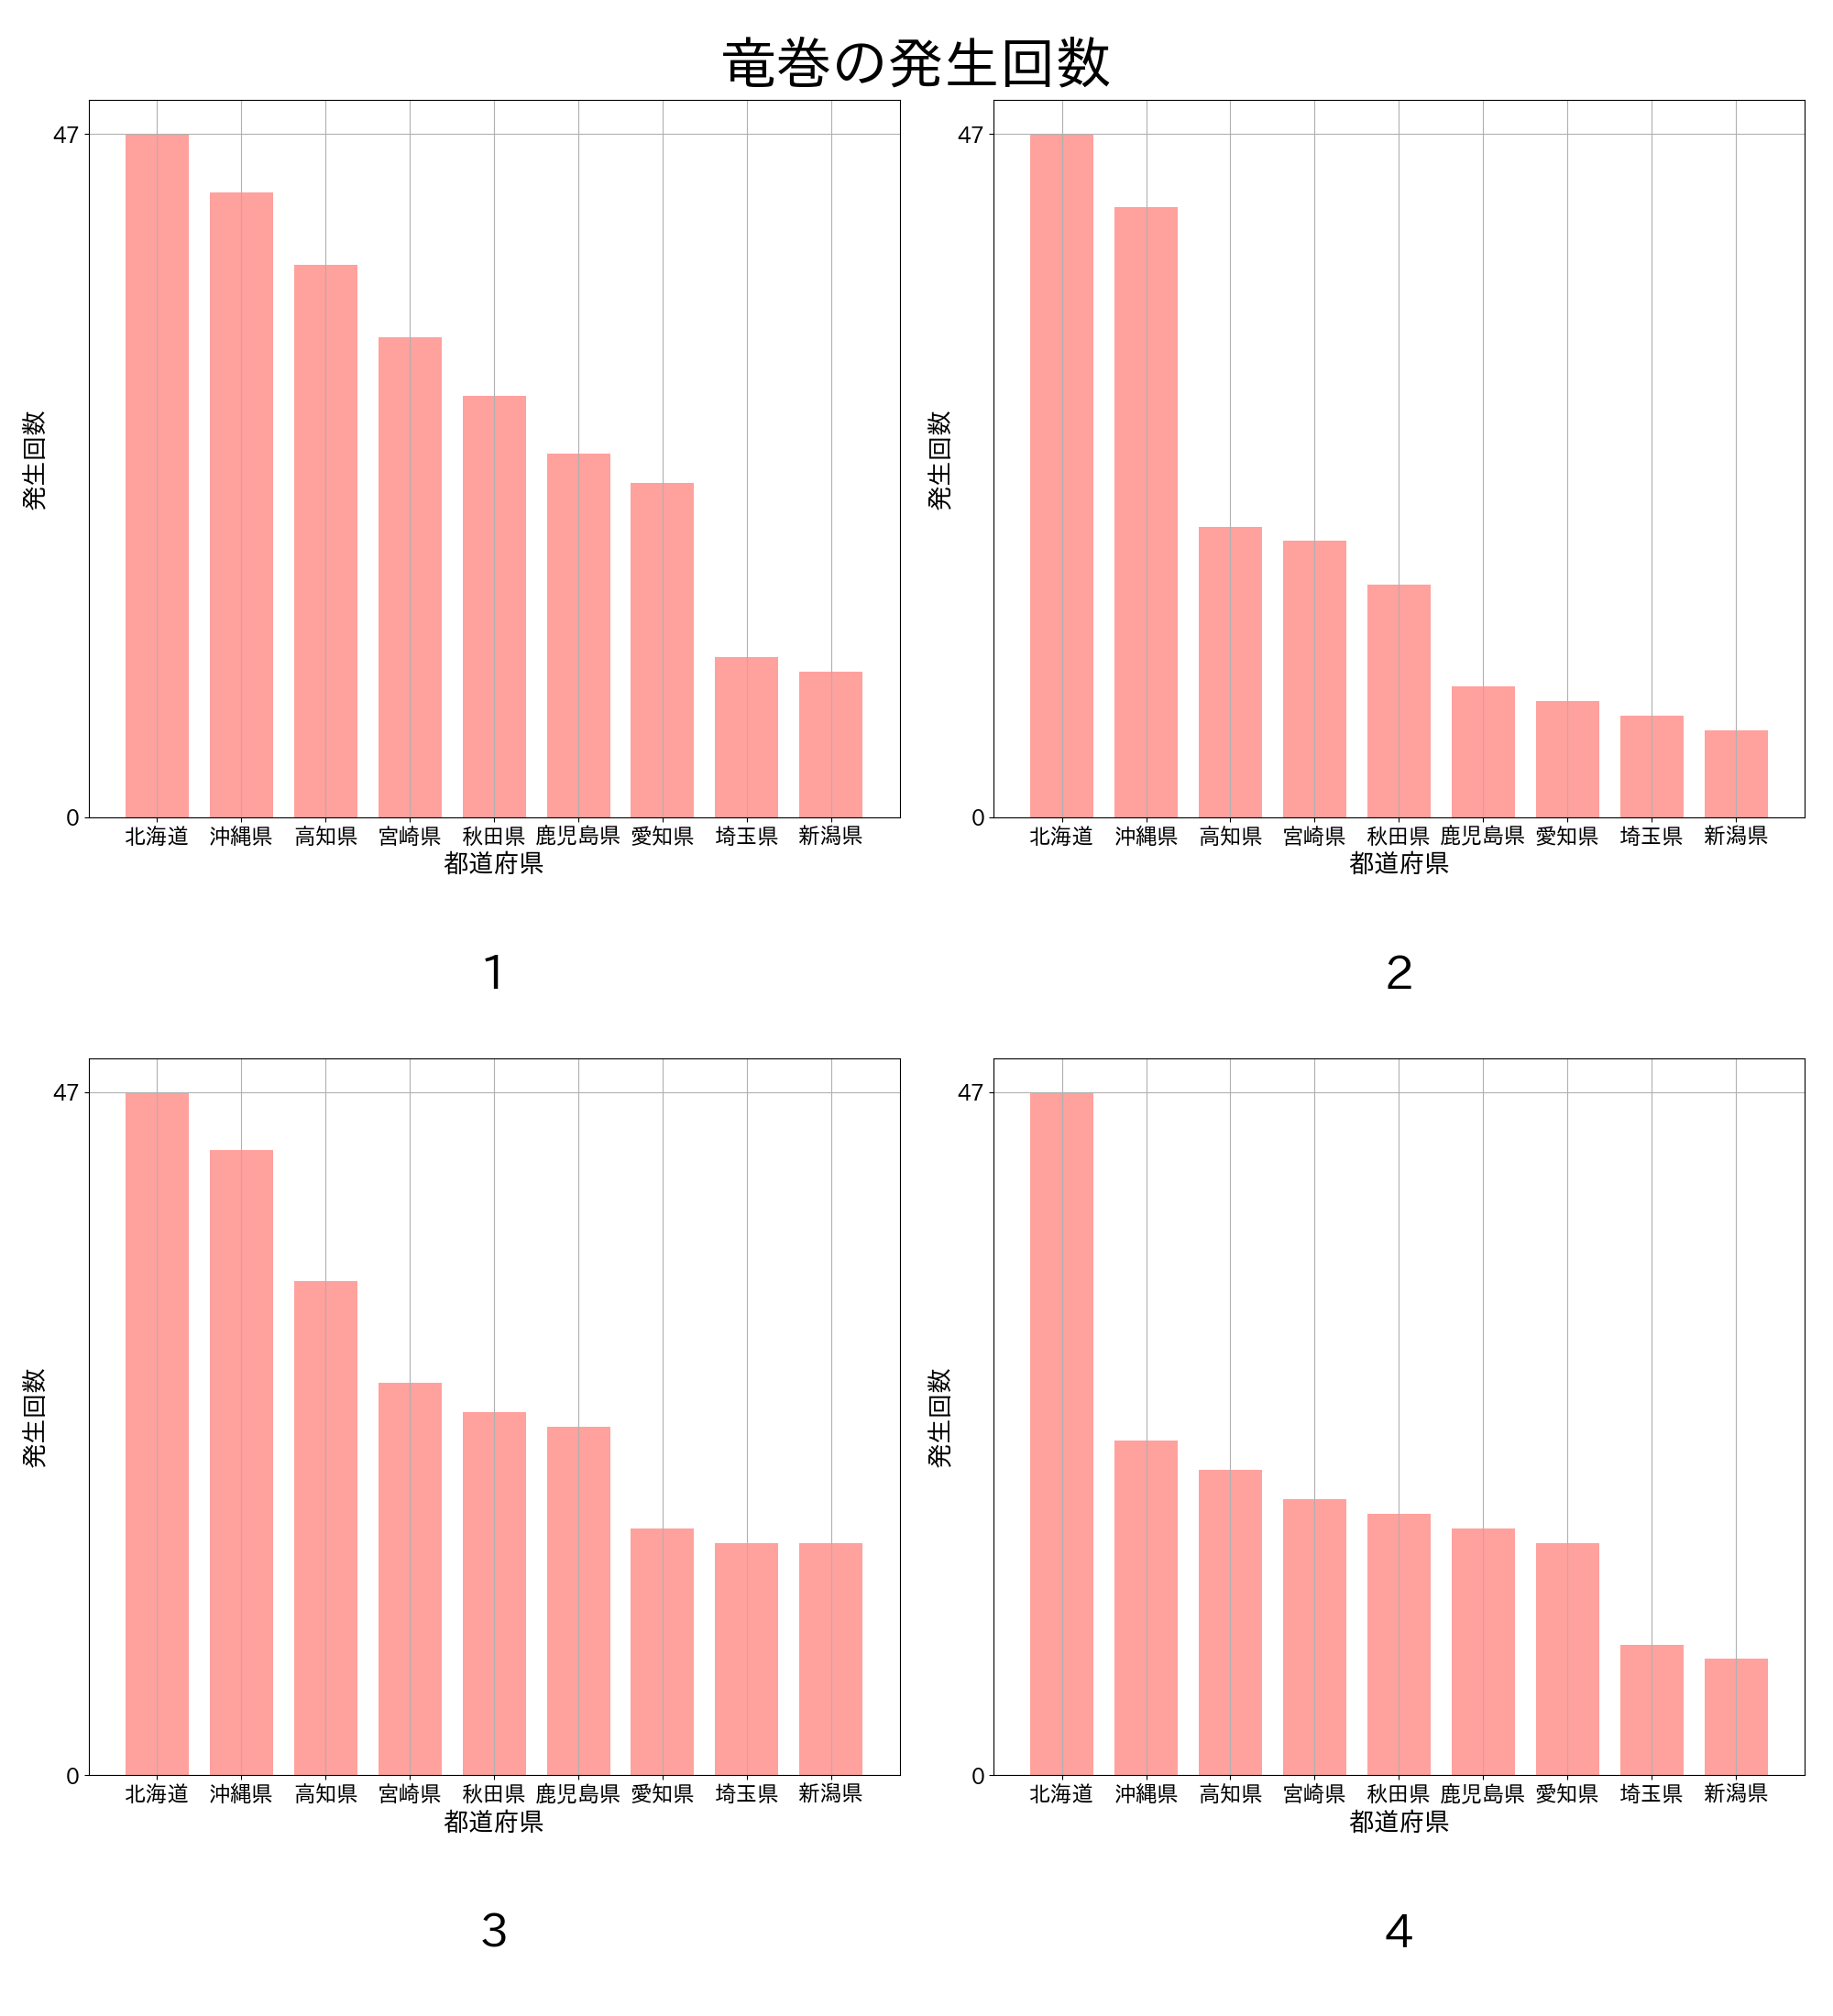 竜巻の発生回数
47
0
発生回数
北海道 沖縄県 高知県 宮崎県 秋田県 鹿児島県 愛知県 埼玉県 新潟県
都道府県
1
47
0
発生回数
北海道 沖縄県 高知県 宮崎県 秋田県 鹿児島県 愛知県 埼玉県 新潟県
都道府県
2
47
0
発生回数
北海道 沖縄県 高知県 宮崎県 秋田県 鹿児島県 愛知県 埼玉県 新潟県
都道府県
3
47
0
発生回数
北海道 沖縄県 高知県 宮崎県 秋田県 鹿児島県 愛知県 埼玉県 新潟県
都道府県
4